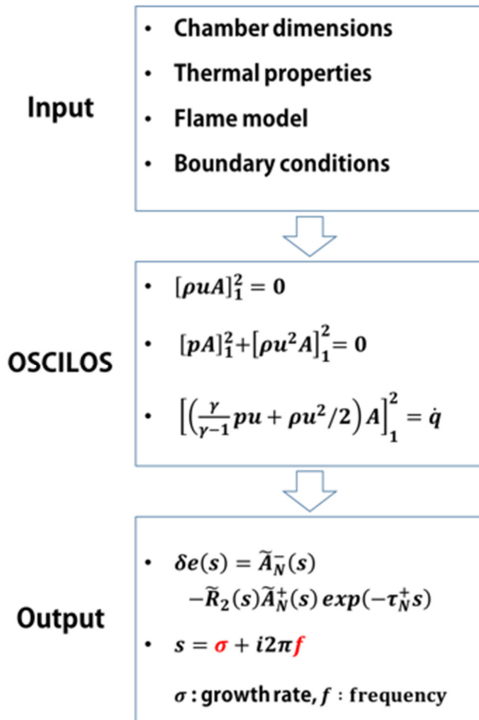 Input
• Chamber dimensions
• Thermal properties
• Flame model
• Boundary conditions
OSCILOS
• [ρuA]₁² = 0
• [pA]₁²+[ρu²A]₁²= 0
• [(γ/(γ−1) pu + ρu²/2) A]₁² = q̇
Output
• δe(s) = Ã_N⁻(s)
−R̃₂(s)Ã_N⁺(s) exp(−τ_N⁺s)
• s = σ + i2πf
σ : growth rate, f : frequency